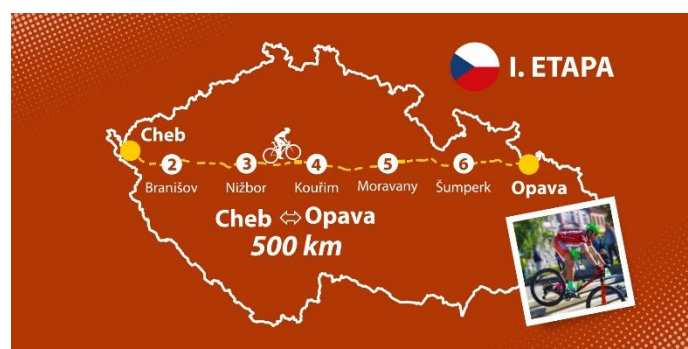 I. ETAPA
Cheb
2
3
4
5
6
Branišov
Nižbor
Kouřim
Moravany
Šumperk
Opava
Cheb ⇔ Opava
500 km